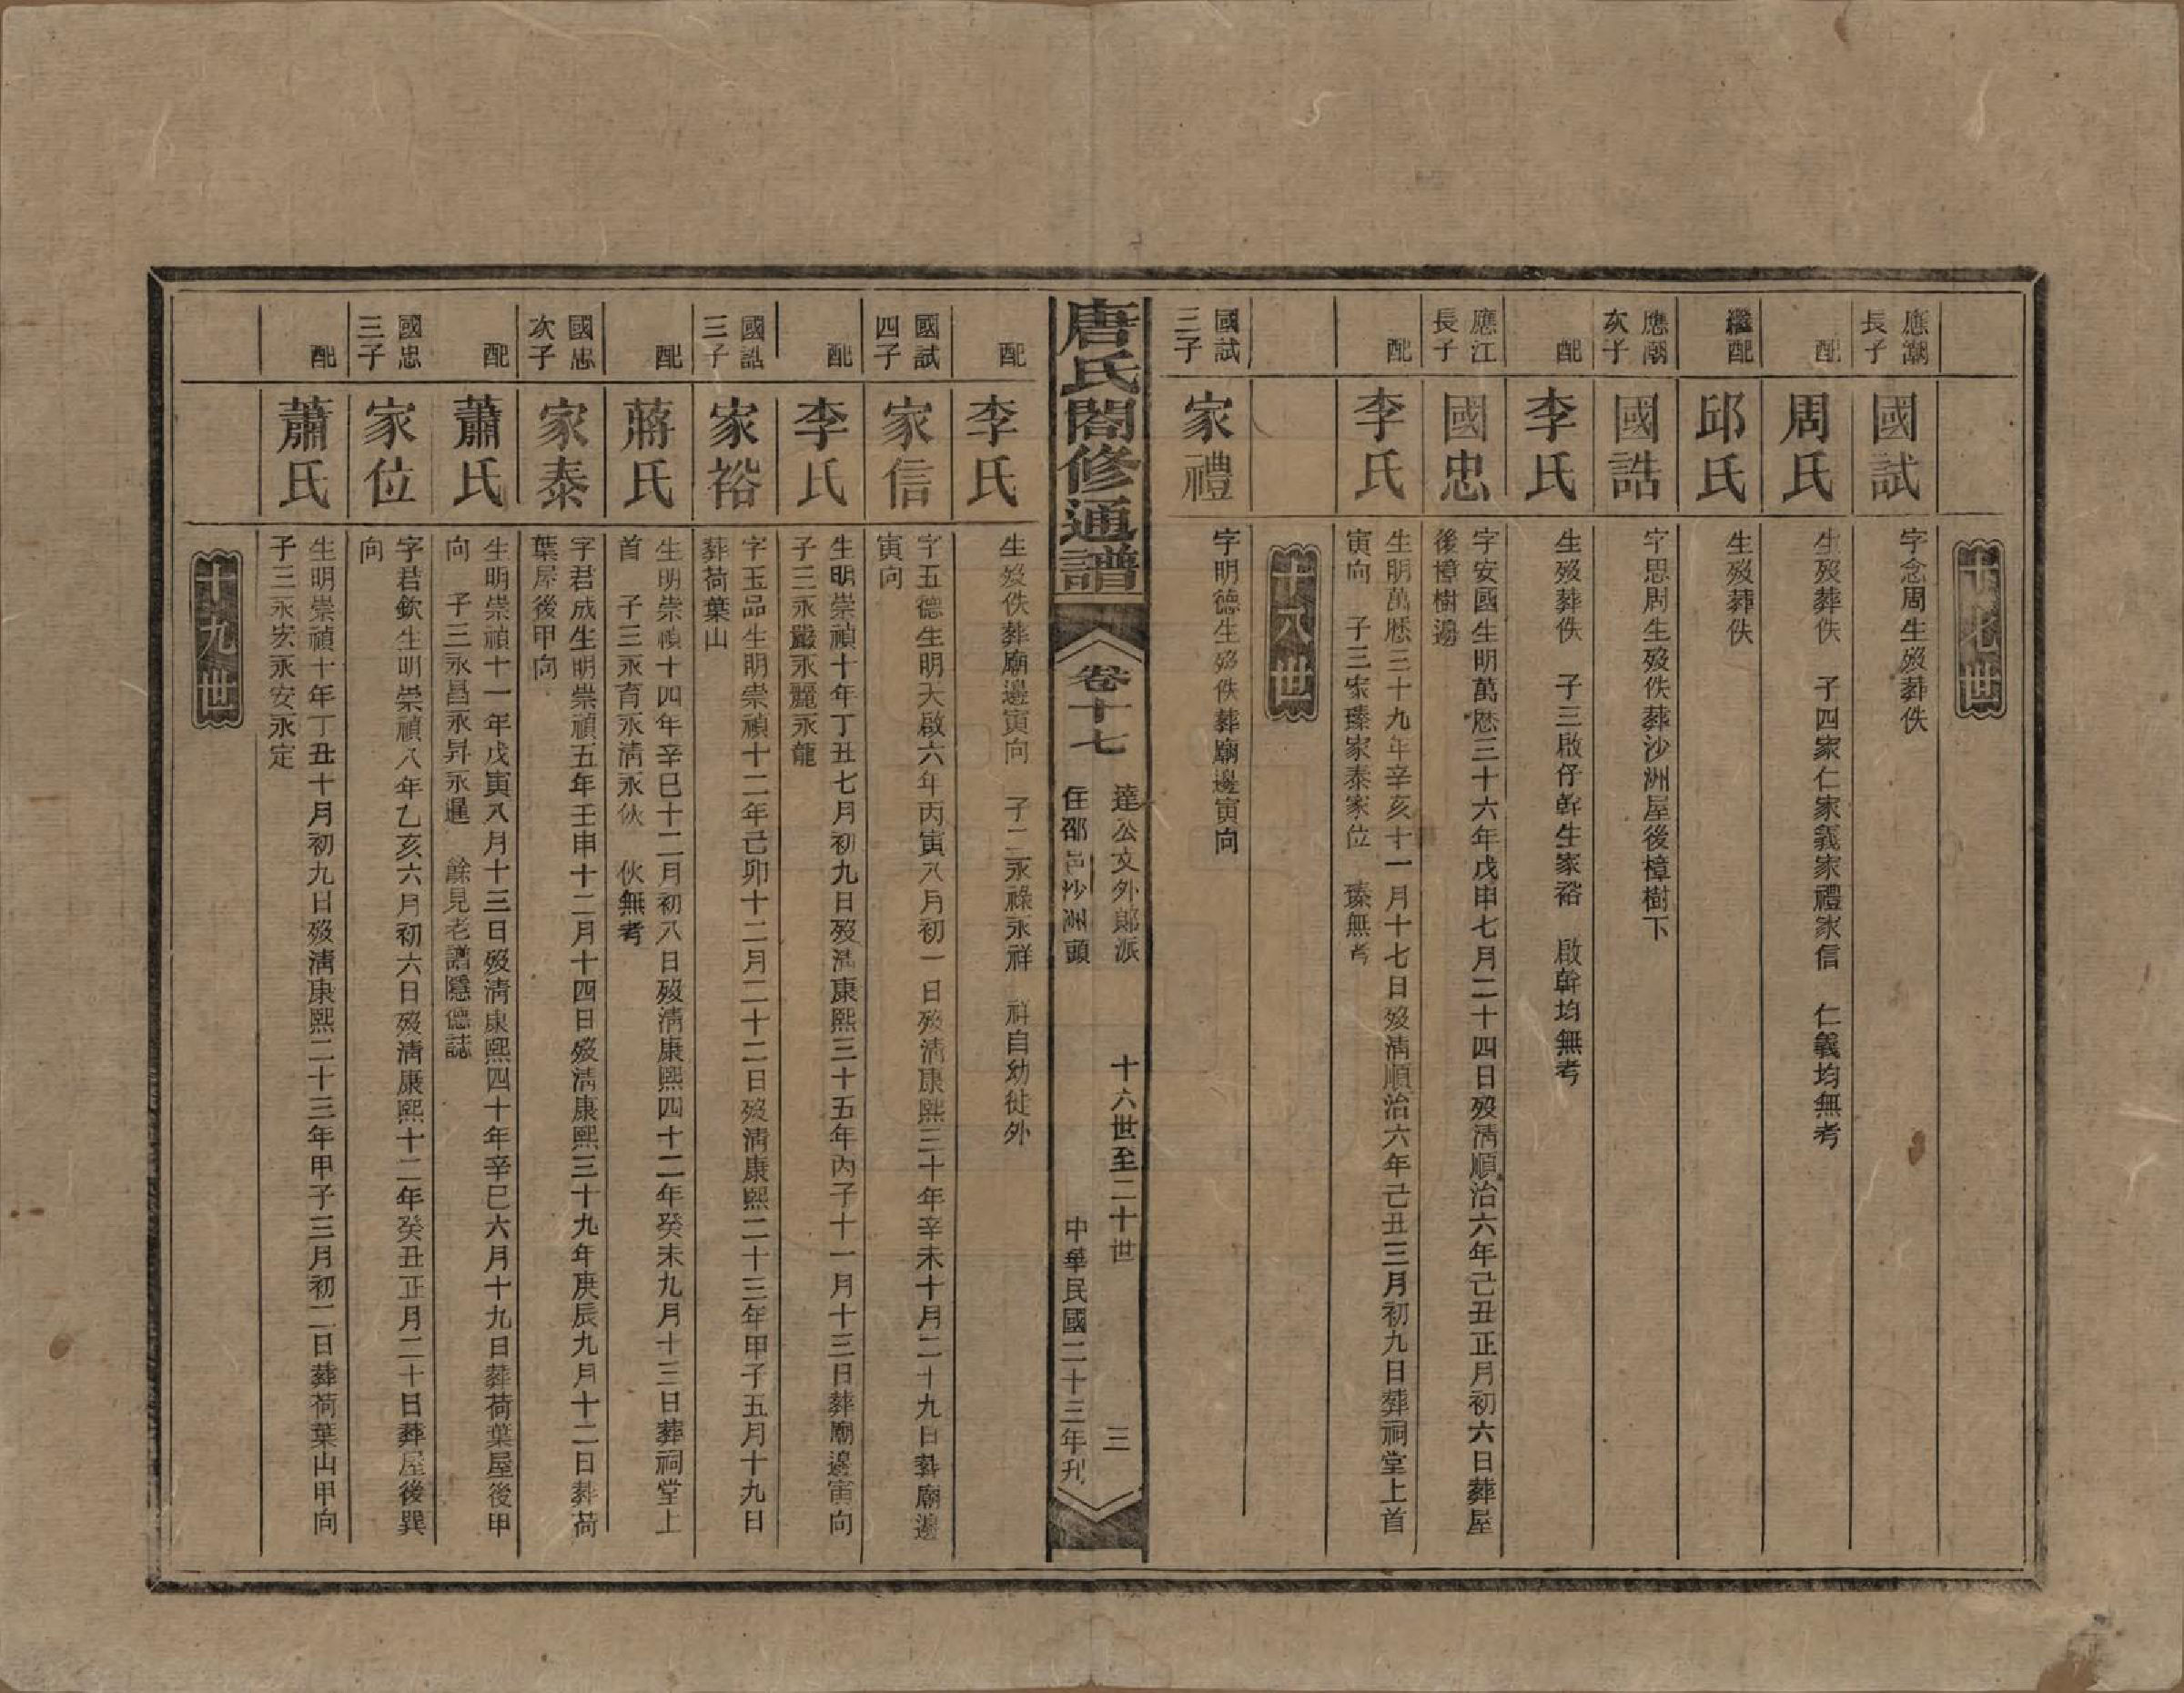 十七世
應潮長子
國試
字念周生歿葬佚
配
周氏
生歿葬佚　子四家仁家義家禮家信　仁義均無考
繼配
邱氏
生歿葬佚
應潮次子
國誥
字思周生歿佚葬沙洲屋後樟樹下
配
李氏
生歿葬佚　子三啟仔幹生家裕　啟幹均無考
應江長子
國忠
字安國生明萬歷三十六年戊申七月二十四日歿清順治六年己丑正月初六日葬屋
後樟樹邊
配
李氏
生明萬歷三十九年辛亥十一月十七日歿清順治六年己丑三月初九日葬祠堂上首
寅向　子三家瑧家泰家位　瑧無考
十八世
國試三子
家禮
字明德生歿佚葬廟邊寅向
唐氏閤修通譜
卷十七
達公文外郎派
住邵邑沙洲頭
十六世至二十世
三
中華民國二十三年刊
配
李氏
生歿佚葬廟邊寅向　子二永祿永祥　祥自幼徙外
國試四子
家信
字五德生明天啟六年丙寅八月初一日歿清康熙三十年辛未十月二十九日葬廟邊
寅向
配
李氏
生明崇禎十年丁丑七月初九日歿清康熙三十五年丙子十一月十三日葬廟邊寅向
子三永巖永麗永龍
國誥三子
家裕
字玉品生明崇禎十二年己卯十二月二十二日歿清康熙二十三年甲子五月十九日
葬荷葉山
配
蔣氏
生明崇禎十四年辛巳十二月初八日歿清康熙四十二年癸未九月十三日葬祠堂上
首　子三永育永清永伙　伙無考
國忠次子
家泰
字君成生明崇禎五年壬申十二月十四日歿清康熙三十九年庚辰九月十二日葬荷
葉屋後甲向
配
蕭氏
生明崇禎十一年戊寅八月十三日歿清康熙四十年辛巳六月十九日葬荷葉屋後甲
向　子三永昌永昇永暹　餘見老譜隱德誌
國忠三子
家位
字君欽生明崇禎八年乙亥六月初六日歿清康熙十二年癸丑正月二十日葬屋後巽
向
配
蕭氏
生明崇禎十年丁丑十月初九日歿清康熙二十三年甲子三月初二日葬荷葉山甲向
子三永宏永安永定
十九世